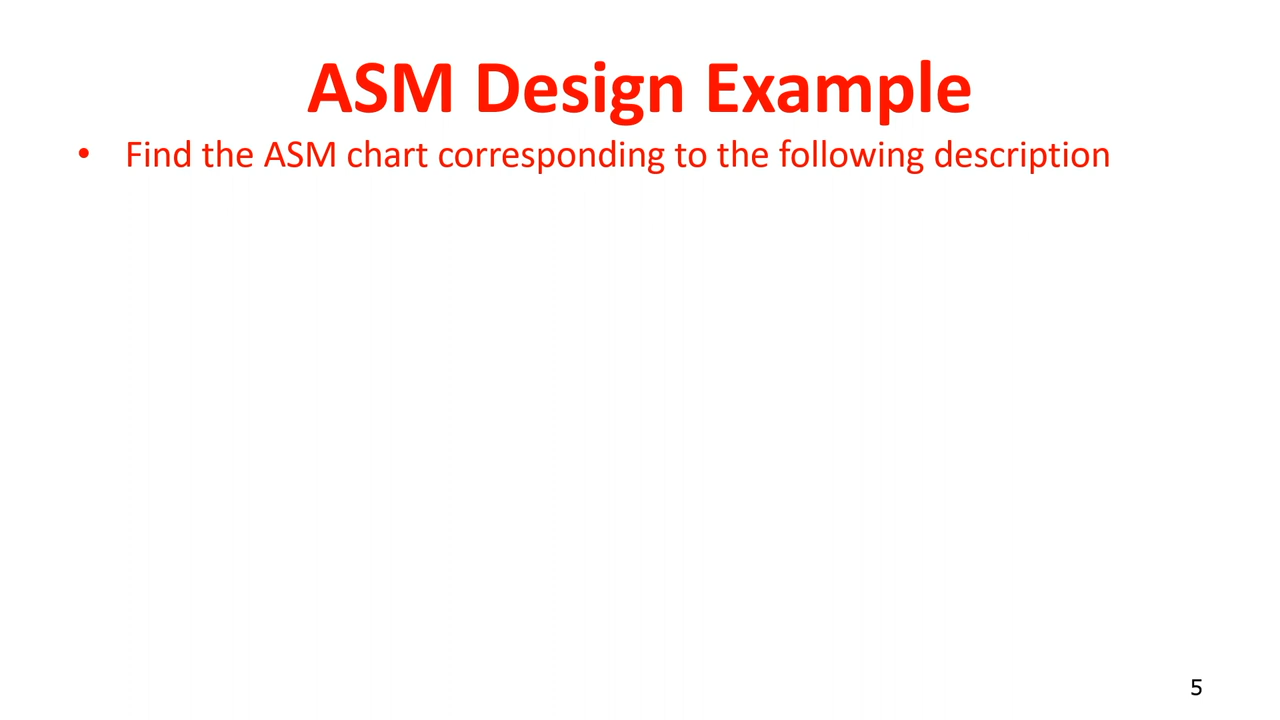 ASM Design Example
• Find the ASM chart corresponding to the following description
5